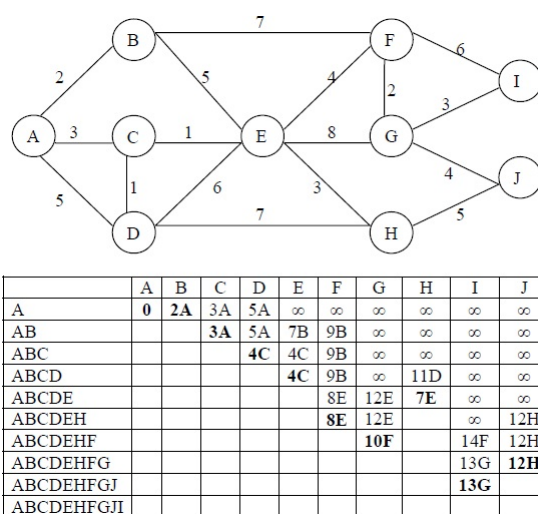 7
B
F
6
I
2
5
4
2
3
A
3
C
1
E
8
G
1
6
3
4
J
5
7
5
D
H
A B C D E F G H I J
A 0 2A 3A 5A ∞ ∞ ∞ ∞ ∞ ∞
AB 3A 5A 7B 9B ∞ ∞ ∞ ∞
ABC 4C 4C 9B ∞ ∞ ∞ ∞
ABCD 4C 9B ∞ 11D ∞ ∞
ABCDE 8E 12E 7E ∞ ∞
ABCDEH 8E 12E ∞ 12H
ABCDEHF 10F 14F 12H
ABCDEHFG 13G 12H
ABCDEHFGJ 13G
ABCDEHFGJI